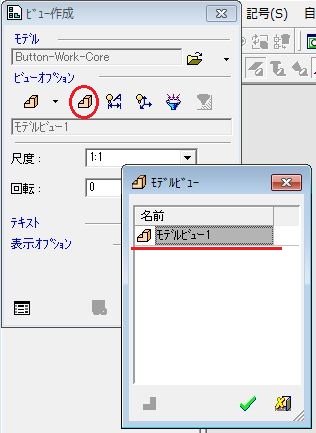 ビュー作成
記号(S)
モデル
Button-Work-Core
ビューオプション
モデルビュー1
尺度:
1:1
回転:
0
テキスト
表示オプション
モデルビュー
名前
モデルビュー1